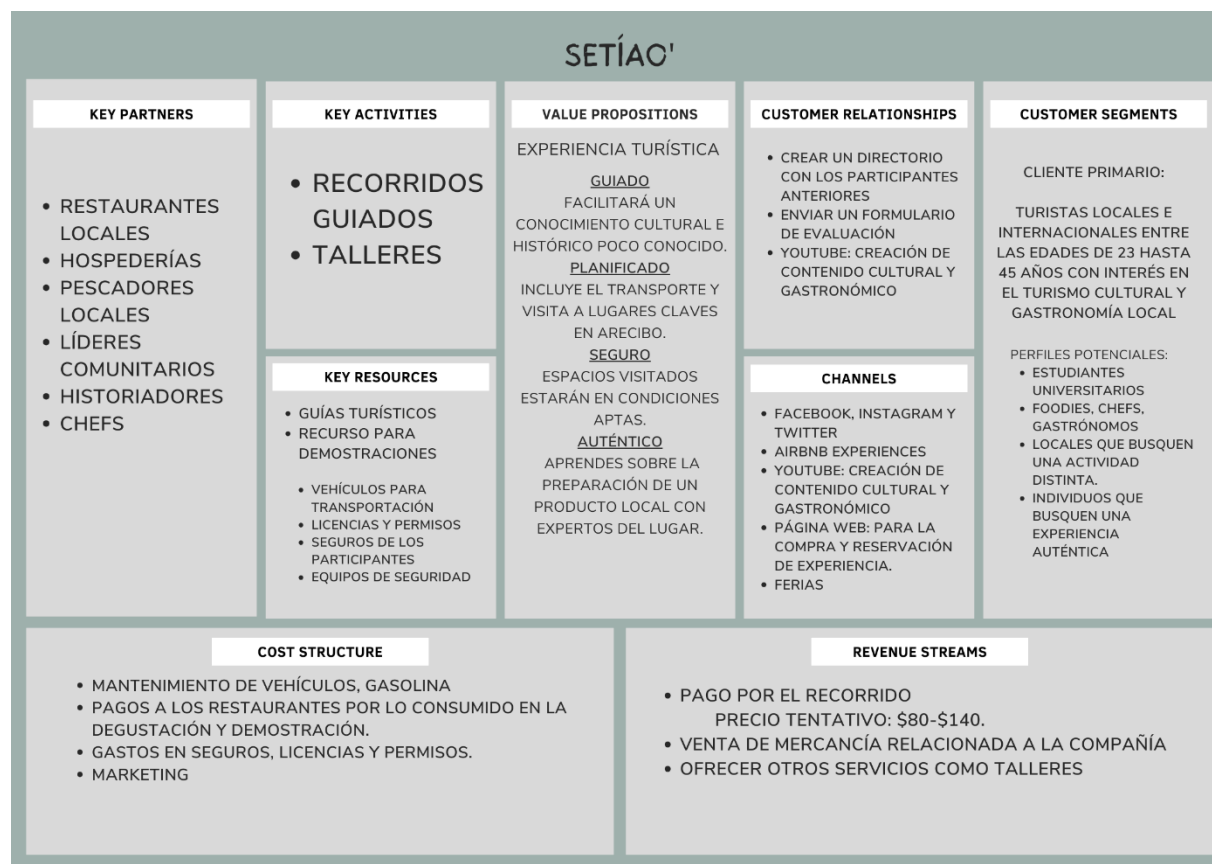 SETÍAO'
KEY PARTNERS
• RESTAURANTES
LOCALES
• HOSPEDERÍAS
• PESCADORES
LOCALES
• LÍDERES
COMUNITARIOS
• HISTORIADORES
• CHEFS
KEY ACTIVITIES
• RECORRIDOS
GUIADOS
• TALLERES
KEY RESOURCES
• GUÍAS TURÍSTICOS
• RECURSO PARA
DEMOSTRACIONES
• VEHÍCULOS PARA
TRANSPORTACIÓN
• LICENCIAS Y PERMISOS
• SEGUROS DE LOS
PARTICIPANTES
• EQUIPOS DE SEGURIDAD
VALUE PROPOSITIONS
EXPERIENCIA TURÍSTICA
GUIADO
FACILITARÁ UN
CONOCIMIENTO CULTURAL E
HISTÓRICO POCO CONOCIDO.
PLANIFICADO
INCLUYE EL TRANSPORTE Y
VISITA A LUGARES CLAVES
EN ARECIBO.
SEGURO
ESPACIOS VISITADOS
ESTARÁN EN CONDICIONES
APTAS.
AUTÉNTICO
APRENDES SOBRE LA
PREPARACIÓN DE UN
PRODUCTO LOCAL CON
EXPERTOS DEL LUGAR.
CUSTOMER RELATIONSHIPS
• CREAR UN DIRECTORIO
CON LOS PARTICIPANTES
ANTERIORES
• ENVIAR UN FORMULARIO
DE EVALUACIÓN
• YOUTUBE: CREACIÓN DE
CONTENIDO CULTURAL Y
GASTRONÓMICO
CHANNELS
• FACEBOOK, INSTAGRAM Y
TWITTER
• AIRBNB EXPERIENCES
• YOUTUBE: CREACIÓN DE
CONTENIDO CULTURAL Y
GASTRONÓMICO
• PÁGINA WEB: PARA LA
COMPRA Y RESERVACIÓN
DE EXPERIENCIA.
• FERIAS
CUSTOMER SEGMENTS
CLIENTE PRIMARIO:
TURISTAS LOCALES E
INTERNACIONALES ENTRE
LAS EDADES DE 23 HASTA
45 AÑOS CON INTERÉS EN
EL TURISMO CULTURAL Y
GASTRONOMÍA LOCAL
PERFILES POTENCIALES:
• ESTUDIANTES
UNIVERSITARIOS
• FOODIES, CHEFS,
GASTRÓNOMOS
• LOCALES QUE BUSQUEN
UNA ACTIVIDAD
DISTINTA.
• INDIVIDUOS QUE
BUSQUEN UNA
EXPERIENCIA
AUTÉNTICA
COST STRUCTURE
• MANTENIMIENTO DE VEHÍCULOS, GASOLINA
• PAGOS A LOS RESTAURANTES POR LO CONSUMIDO EN LA
DEGUSTACIÓN Y DEMOSTRACIÓN.
• GASTOS EN SEGUROS, LICENCIAS Y PERMISOS.
• MARKETING
REVENUE STREAMS
• PAGO POR EL RECORRIDO
PRECIO TENTATIVO: $80-$140.
• VENTA DE MERCANCÍA RELACIONADA A LA COMPAÑÍA
• OFRECER OTROS SERVICIOS COMO TALLERES